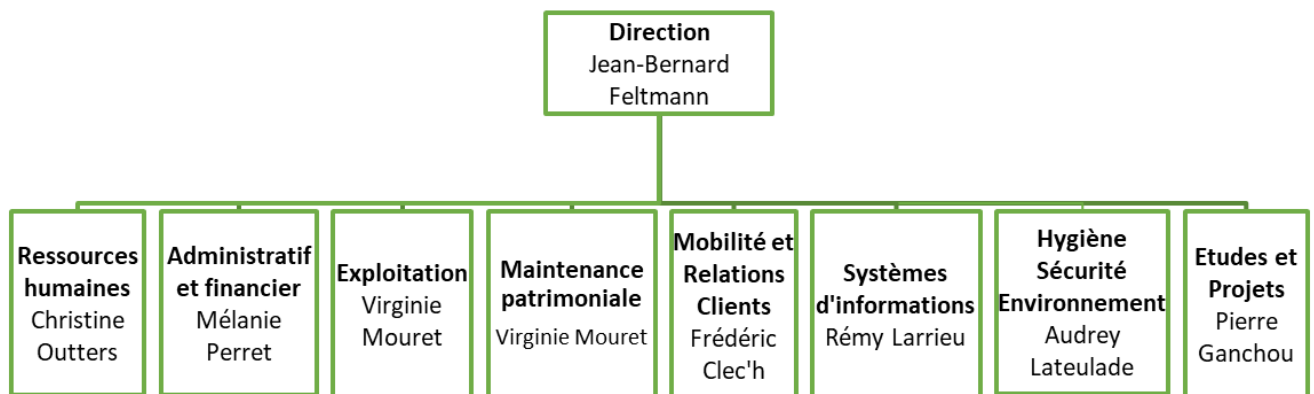 Direction
Jean-Bernard
Feltmann
Ressources
humaines
Christine
Outters
Administratif
et financier
Mélanie
Perret
Exploitation
Virginie
Mouret
Maintenance
patrimoniale
Virginie Mouret
Mobilité et
Relations
Clients
Frédéric
Clec'h
Systèmes
d'informations
Rémy Larrieu
Hygiène
Sécurité
Environnement
Audrey
Lateulade
Etudes et
Projets
Pierre
Ganchou